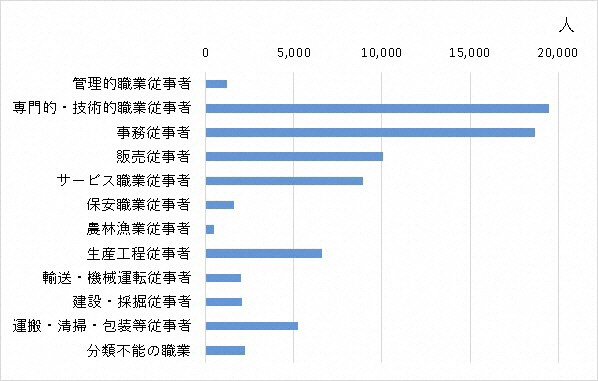 人
0 5,000 10,000 15,000 20,000
管理的職業従事者
専門的・技術的職業従事者
事務従事者
販売従事者
サービス職業従事者
保安職業従事者
農林漁業従事者
生産工程従事者
輸送・機械運転従事者
建設・採掘従事者
運搬・清掃・包装等従事者
分類不能の職業